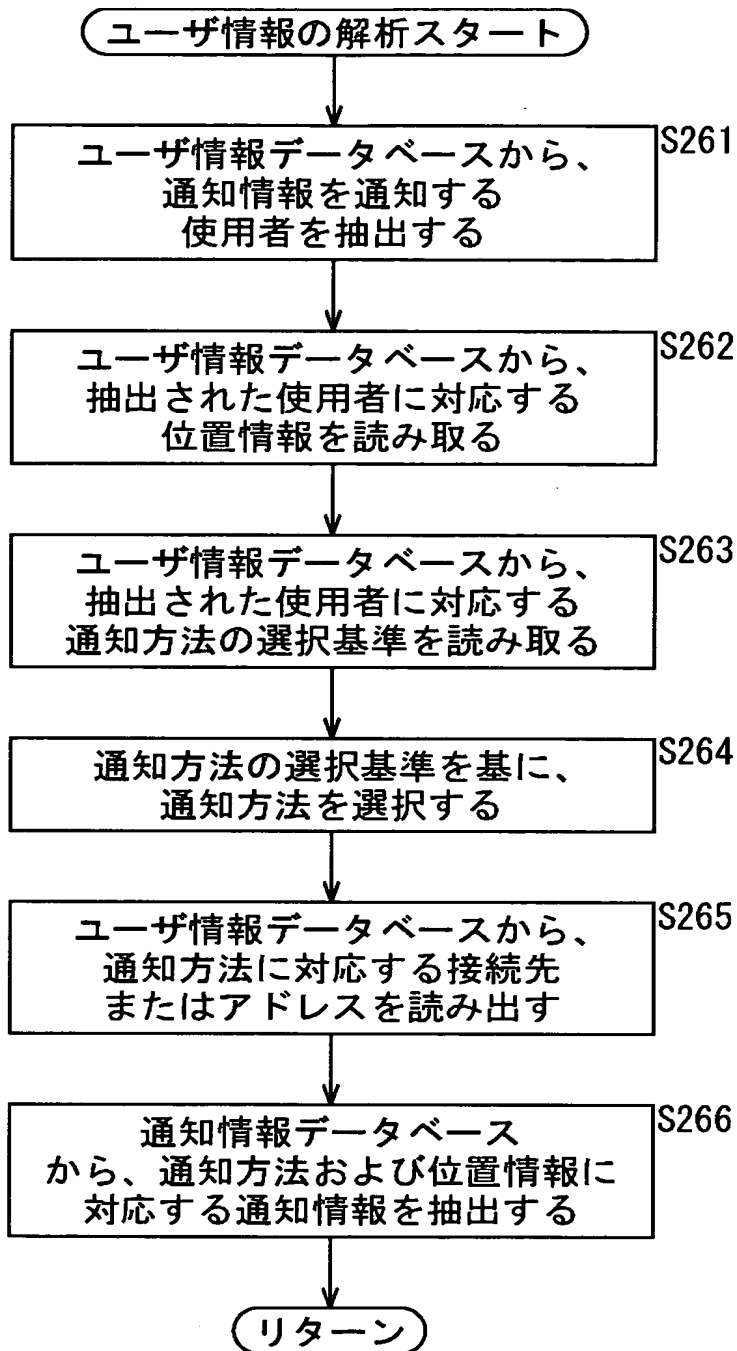 ユーザ情報の解析スタート
S261
ユーザ情報データベースから、
通知情報を通知する
使用者を抽出する
S262
ユーザ情報データベースから、
抽出された使用者に対応する
位置情報を読み取る
S263
ユーザ情報データベースから、
抽出された使用者に対応する
通知方法の選択基準を読み取る
S264
通知方法の選択基準を基に、
通知方法を選択する
S265
ユーザ情報データベースから、
通知方法に対応する接続先
またはアドレスを読み出す
S266
通知情報データベース
から、通知方法および位置情報に
対応する通知情報を抽出する
リターン